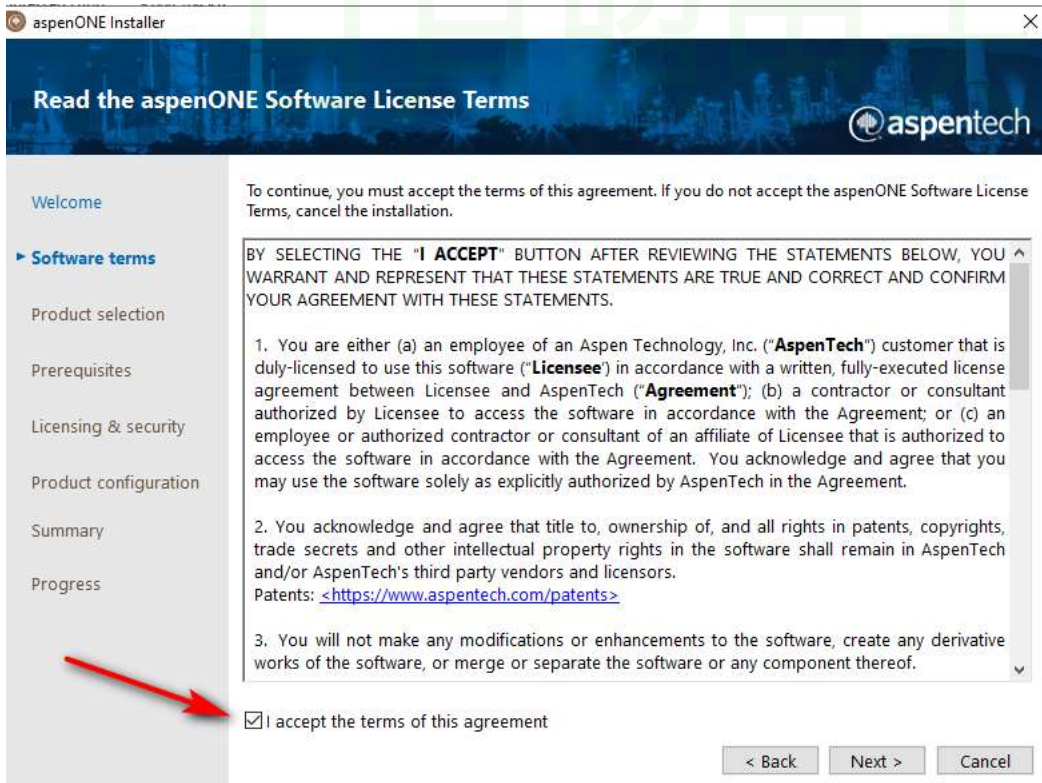 aspenONE Installer
Read the aspenONE Software License Terms
aspentech
Welcome
Software terms
Product selection
Prerequisites
Licensing & security
Product configuration
Summary
Progress
To continue, you must accept the terms of this agreement. If you do not accept the aspenONE Software License
Terms, cancel the installation.
BY SELECTING THE “I ACCEPT" BUTTON AFTER REVIEWING THE STATEMENTS BELOW, YOU
WARRANT AND REPRESENT THAT THESE STATEMENTS ARE TRUE AND CORRECT AND CONFIRM
YOUR AGREEMENT WITH THESE STATEMENTS.
1. You are either (a) an employee of an Aspen Technology, Inc. (“AspenTech”) customer that is
duly-licensed to use this software (“Licensee’) in accordance with a written, fully-executed license
agreement between Licensee and AspenTech (“Agreement”); (b) a contractor or consultant
authorized by Licensee to access the software in accordance with the Agreement; or (c) an
employee or authorized contractor or consultant of an affiliate of Licensee that is authorized to
access the software in accordance with the Agreement. You acknowledge and agree that you
may use the software solely as explicitly authorized by AspenTech in the Agreement.
2. You acknowledge and agree that title to, ownership of, and all rights in patents, copyrights,
trade secrets and other intellectual property rights in the software shall remain in AspenTech
and/or AspenTech's third party vendors and licensors.
Patents: <https://www.aspentech.com/patents>
3. You will not make any modifications or enhancements to the software, create any derivative
works of the software, or merge or separate the software or any component thereof.
I accept the terms of this agreement
< Back
Next >
Cancel